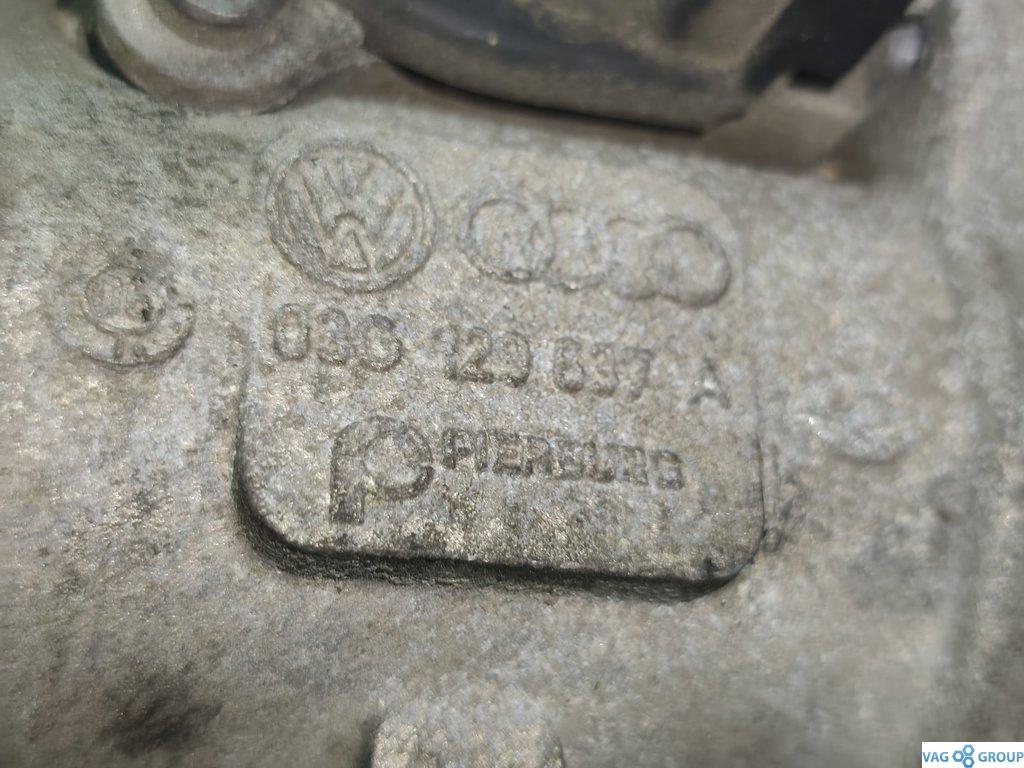 03G 129 637 A
PIERBURG
VAG GROUP